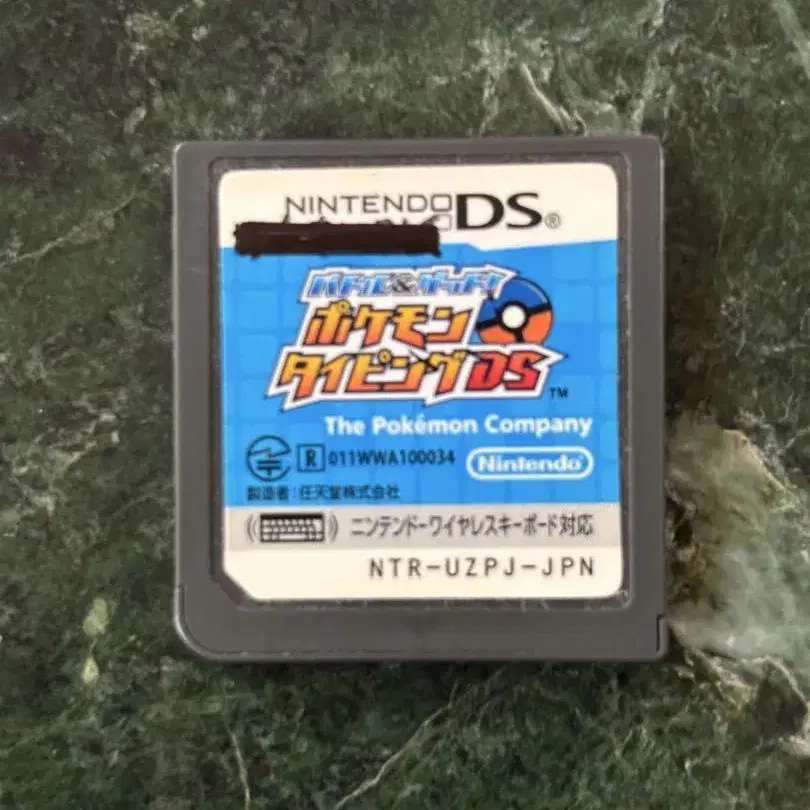 NINTENDO DS®
バトル&ゲット!
ポケモン
タイピングDS™
The Pokémon Company
R 011WWA100034
Nintendo®
製造者:任天堂株式会社
ニンテンドーワイヤレスキーボード対応
NTR-UZPJ-JPN